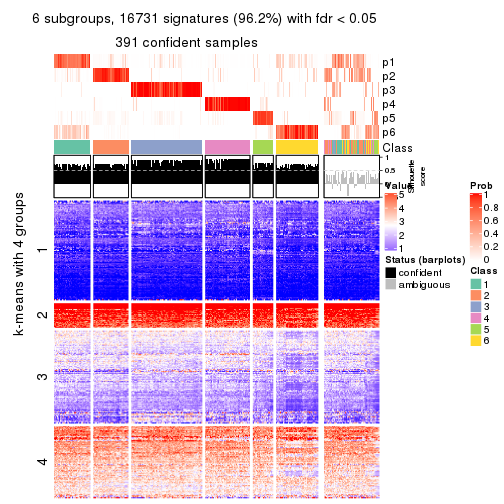 6 subgroups, 16731 signatures (96.2%) with fdr < 0.05
391 confident samples
p1
p2
p3
p4
p5
p6
Class
1
0.5
0
Silhouette
score
k-means with 4 groups
1
2
3
4
Value
5
4
3
2
1
Status (barplots)
confident
ambiguous
Prob
1
0.8
0.6
0.4
0.2
0
Class
1
2
3
4
5
6